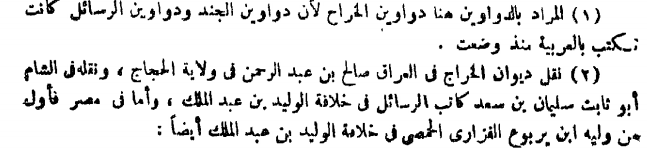 (١) المراد بالدواوين هنا دواوين الخراج لأن دواوين الجند ودواوين الرسائل كانت
تكتب بالعربية منذ وضعت .
(٢) نقل ديوان الخراج فى العراق صالح بن عبد الرحمن فى ولاية الحجاج ، ونقله فى الشام
أبو ثابت سليمان بن سعد كاتب الرسائل فى خلافة الوليد بن عبد الملك ، وأما فى مصر فأول
من وليه ابن يربوع الفزارى الحمصى فى خلافة الوليد بن عبد الملك أيضاً :